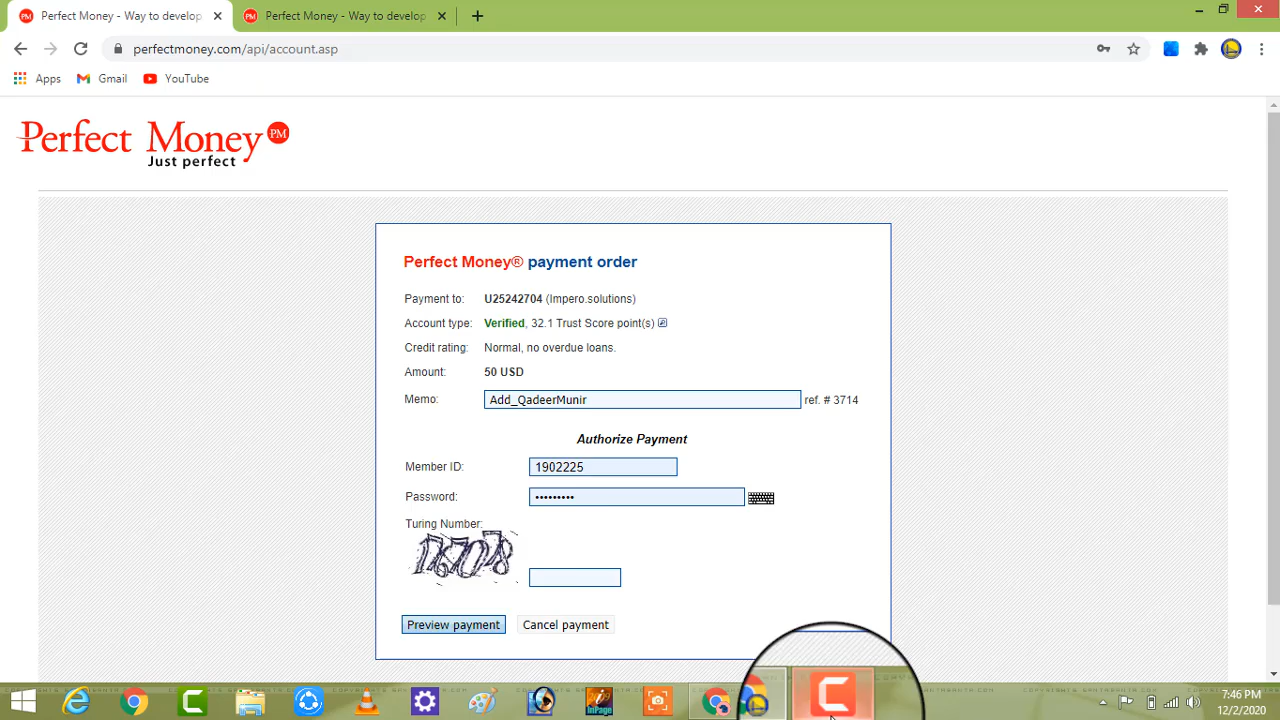 Perfect Money - Way to develop
Perfect Money - Way to develop
perfectmoney.com/api/account.asp
Apps Gmail YouTube
Perfect Money PM
Just perfect
Perfect Money® payment order
Payment to: U25242704 (Impero.solutions)
Account type: Verified, 32.1 Trust Score point(s)
Credit rating: Normal, no overdue loans.
Amount: 50 USD
Memo: Add_QadeerMunir ref. # 3714
Authorize Payment
Member ID: 1902225
Password: •••••••••
Turing Number:
Preview payment Cancel payment
InPage
7:46 PM
12/2/2020